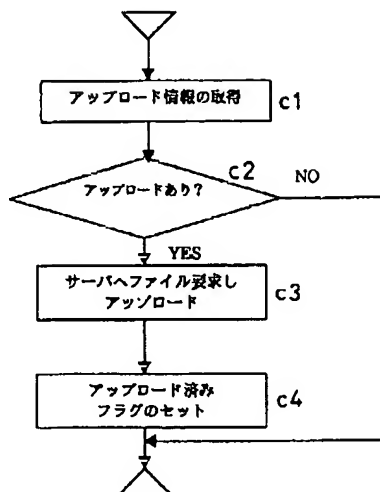 アップロード情報の取得
c1
c2
アップロードあり?
NO
YES
サーバへファイル要求し
アップロード
c3
アップロード済み
フラグのセット
c4